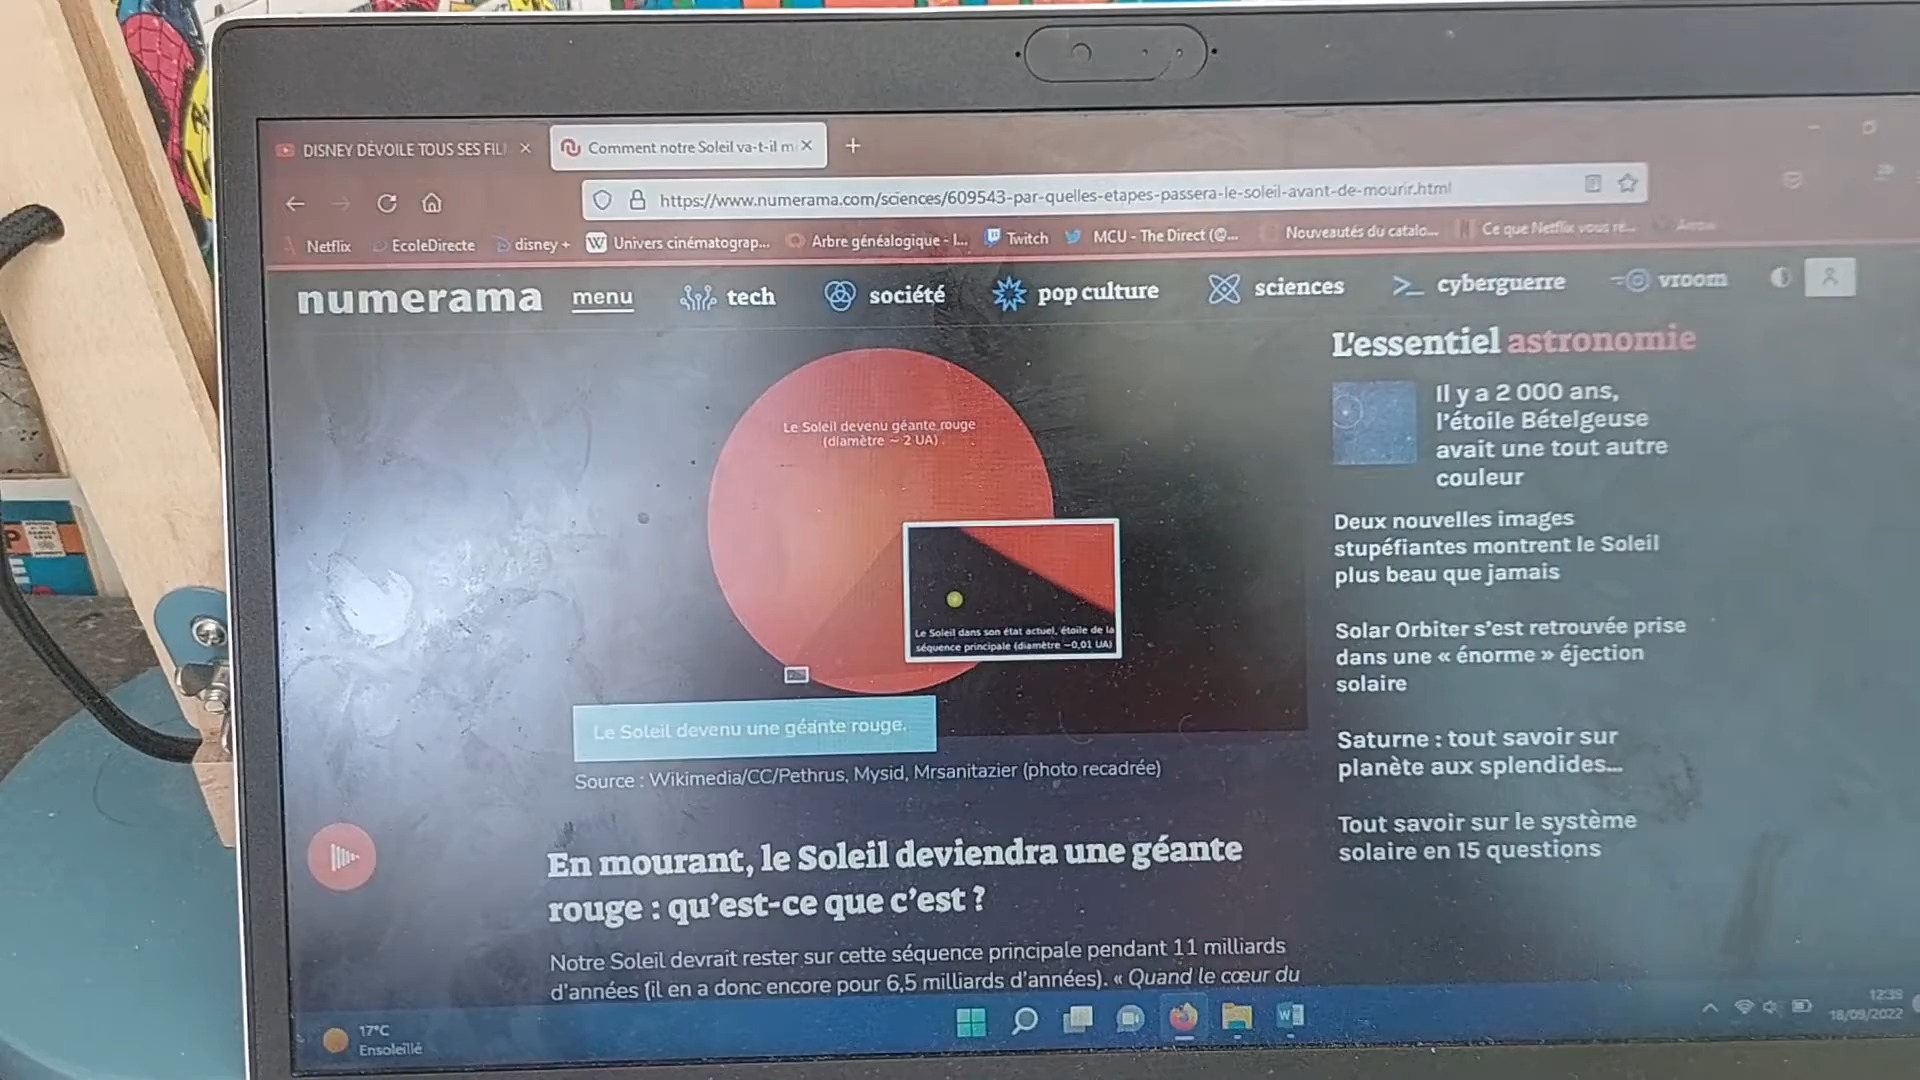 DISNEY DÉVOILE TOUS SES FIL
Comment notre Soleil va-t-il m
https://www.numerama.com/sciences/609543-par-quelles-etapes-passera-le-soleil-avant-de-mourir.html
Netflix
EcoleDirecte
disney +
Univers cinématograp...
Arbre généalogique - l...
Twitch
MCU - The Direct (@...
Nouveautés du catalo...
Ce que Netflix vous ré...
numerama
menu
tech
société
pop culture
sciences
cyberguerre
vroom
Le Soleil devenu géante rouge
(diamètre ~ 2 UA)
Le Soleil dans son état actuel, étoile de la
séquence principale (diamètre ~0,01 UA)
Le Soleil devenu une géante rouge.
Source : Wikimedia/CC/Pethrus, Mysid, Mrsanitazier (photo recadrée)
En mourant, le Soleil deviendra une géante
rouge : qu'est-ce que c'est ?
Notre Soleil devrait rester sur cette séquence principale pendant 11 milliards
d'années (il en a donc encore pour 6,5 milliards d'années). « Quand le cœur du
L'essentiel astronomie
Il y a 2 000 ans,
l'étoile Bételgeuse
avait une tout autre
couleur
Deux nouvelles images
stupéfiantes montrent le Soleil
plus beau que jamais
Solar Orbiter s'est retrouvée prise
dans une « énorme » éjection
solaire
Saturne : tout savoir sur
planète aux splendides...
Tout savoir sur le système
solaire en 15 questions
17°C
Ensoleillé
18/09/2022